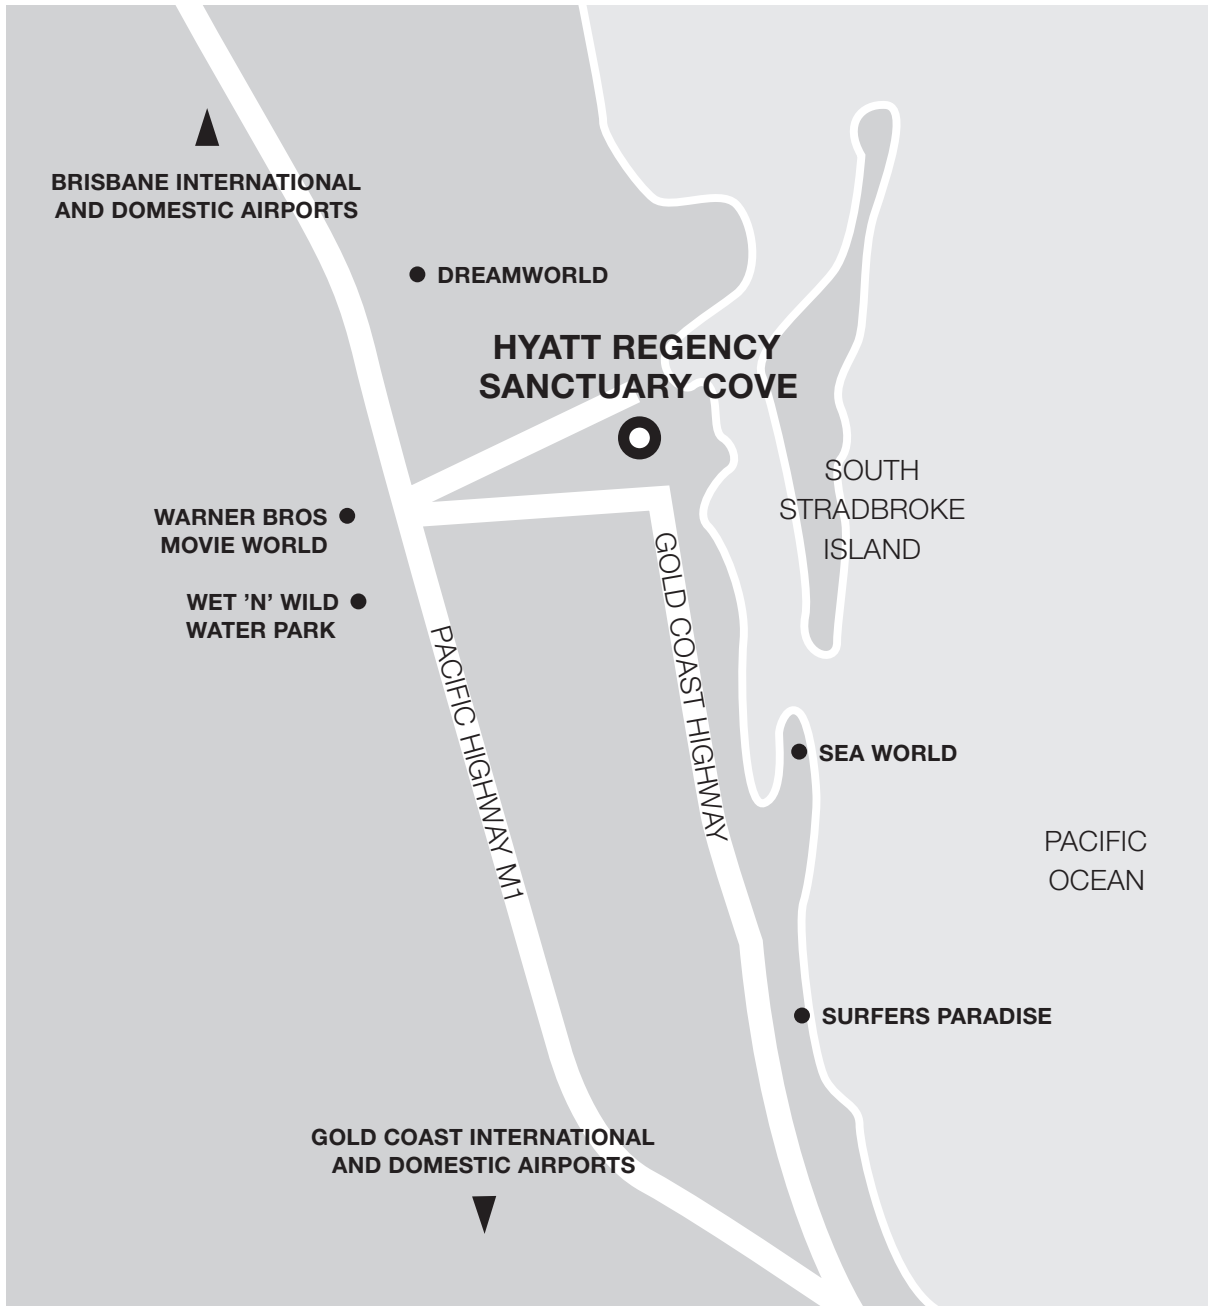 BRISBANE INTERNATIONAL
AND DOMESTIC AIRPORTS
DREAMWORLD
HYATT REGENCY
SANCTUARY COVE
SOUTH
STRADBROKE
ISLAND
WARNER BROS
MOVIE WORLD
WET ’N’ WILD
WATER PARK
GOLD COAST HIGHWAY
PACIFIC HIGHWAY M1
SEA WORLD
PACIFIC
OCEAN
SURFERS PARADISE
GOLD COAST INTERNATIONAL
AND DOMESTIC AIRPORTS